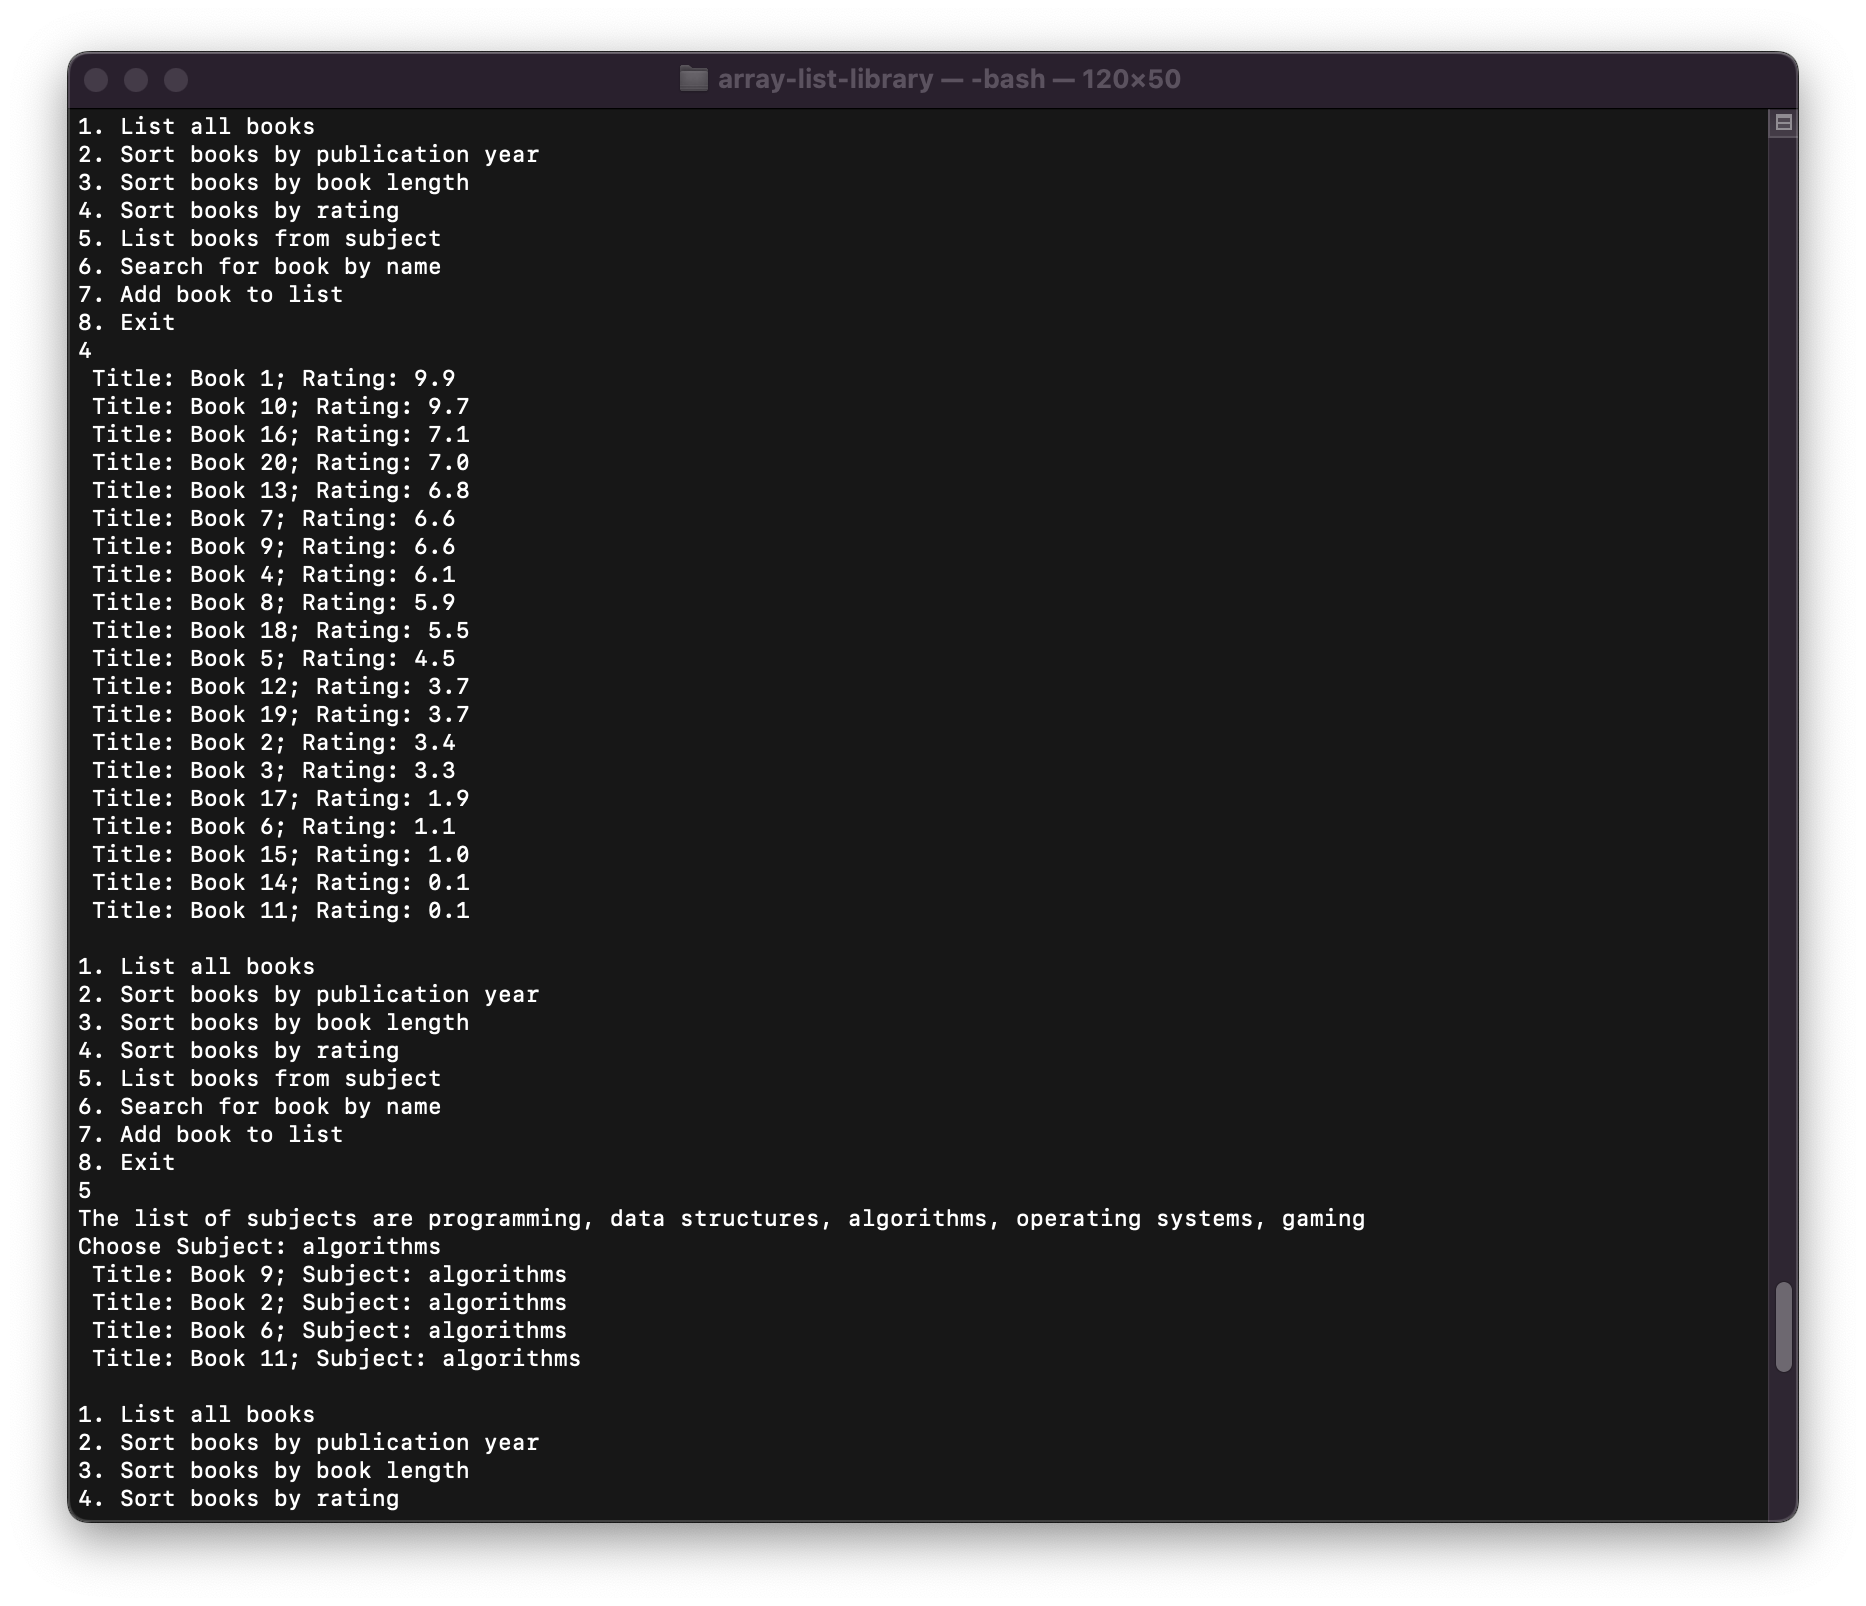 array-list-library — -bash — 120×50
1. List all books
2. Sort books by publication year
3. Sort books by book length
4. Sort books by rating
5. List books from subject
6. Search for book by name
7. Add book to list
8. Exit
4
Title: Book 1; Rating: 9.9
Title: Book 10; Rating: 9.7
Title: Book 16; Rating: 7.1
Title: Book 20; Rating: 7.0
Title: Book 13; Rating: 6.8
Title: Book 7; Rating: 6.6
Title: Book 9; Rating: 6.6
Title: Book 4; Rating: 6.1
Title: Book 8; Rating: 5.9
Title: Book 18; Rating: 5.5
Title: Book 5; Rating: 4.5
Title: Book 12; Rating: 3.7
Title: Book 19; Rating: 3.7
Title: Book 2; Rating: 3.4
Title: Book 3; Rating: 3.3
Title: Book 17; Rating: 1.9
Title: Book 6; Rating: 1.1
Title: Book 15; Rating: 1.0
Title: Book 14; Rating: 0.1
Title: Book 11; Rating: 0.1
1. List all books
2. Sort books by publication year
3. Sort books by book length
4. Sort books by rating
5. List books from subject
6. Search for book by name
7. Add book to list
8. Exit
5
The list of subjects are programming, data structures, algorithms, operating systems, gaming
Choose Subject: algorithms
Title: Book 9; Subject: algorithms
Title: Book 2; Subject: algorithms
Title: Book 6; Subject: algorithms
Title: Book 11; Subject: algorithms
1. List all books
2. Sort books by publication year
3. Sort books by book length
4. Sort books by rating